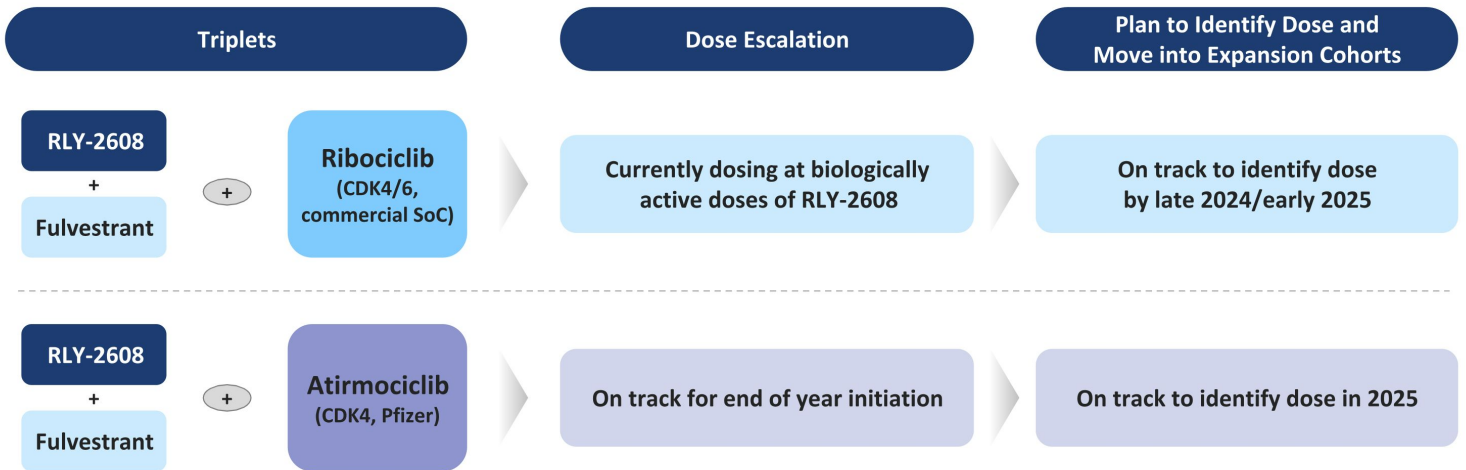 Triplets
Dose Escalation
Plan to Identify Dose and
Move into Expansion Cohorts
RLY-2608
+
Fulvestrant
+
Ribociclib
(CDK4/6,
commercial SoC)
Currently dosing at biologically
active doses of RLY-2608
On track to identify dose
by late 2024/early 2025
RLY-2608
+
Fulvestrant
+
Atirmociclib
(CDK4, Pfizer)
On track for end of year initiation
On track to identify dose in 2025